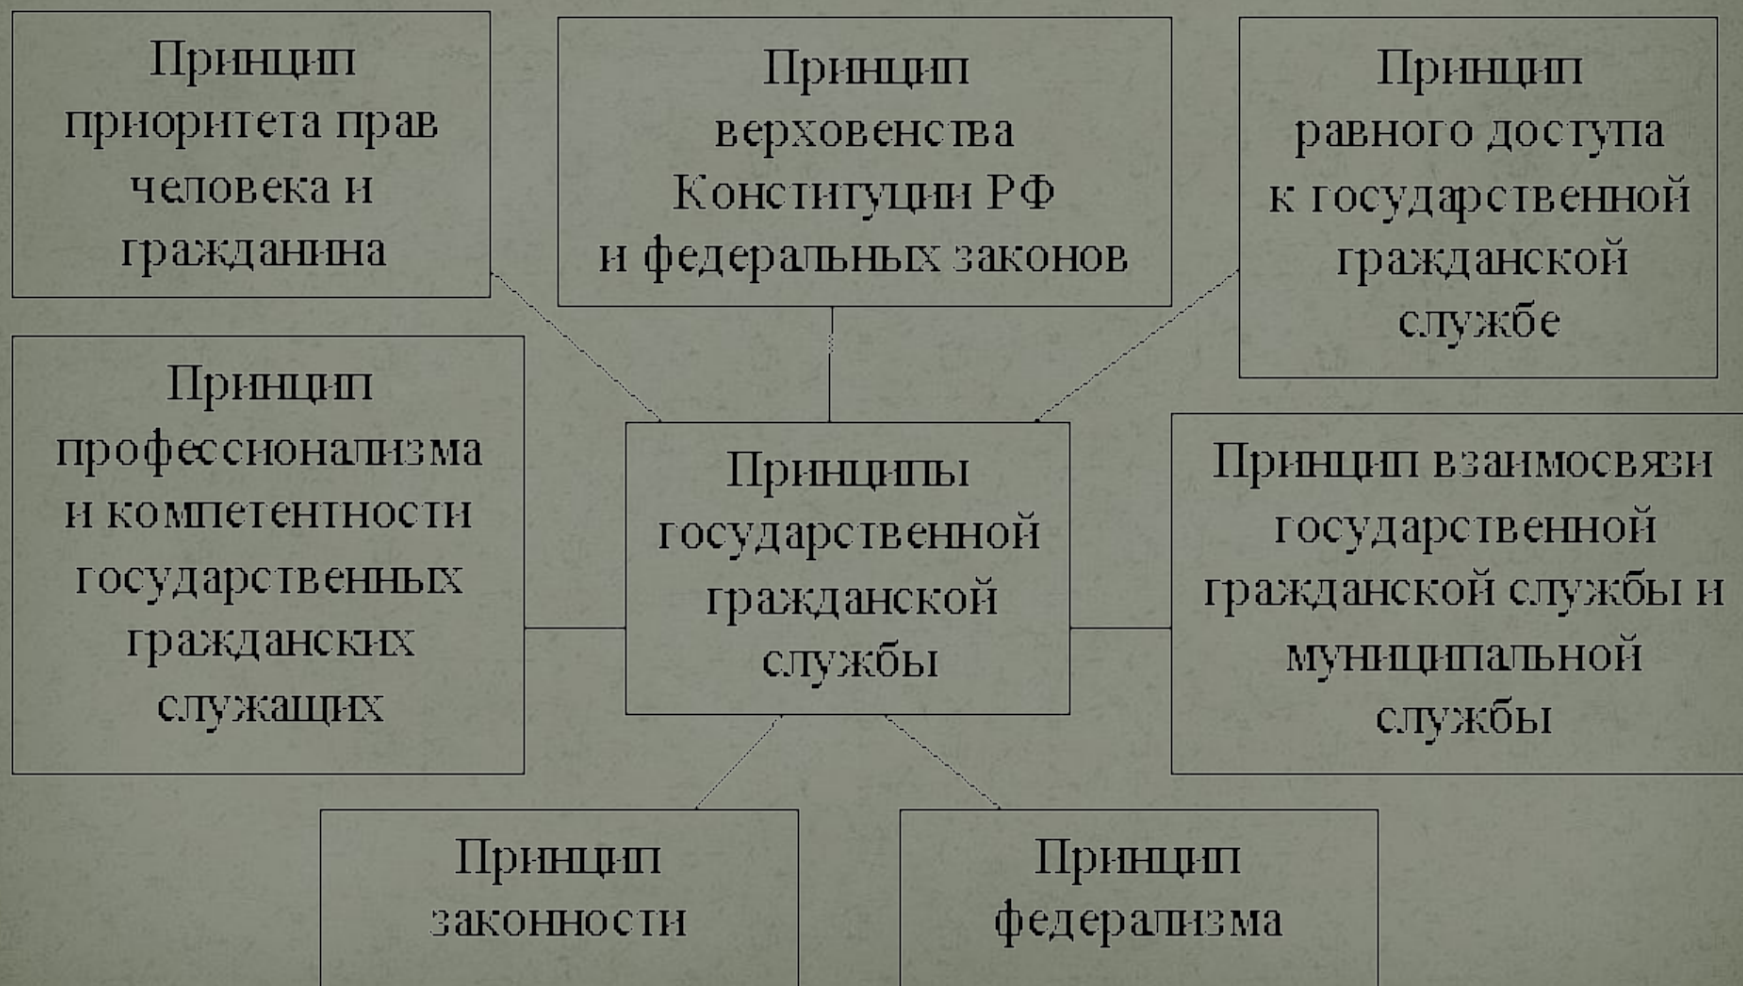 Принцип
приоритета прав
человека и
гражданина
Принцип
верховенства
Конституции РФ
и федеральных законов
Принцип
равного доступа
к государственной
гражданской
службе
Принцип
профессионализма
и компетентности
государственных
гражданских
служащих
Принципы
государственной
гражданской
службы
Принцип взаимосвязи
государственной
гражданской службы и
муниципальной
службы
Принцип
законности
Принцип
федерализма